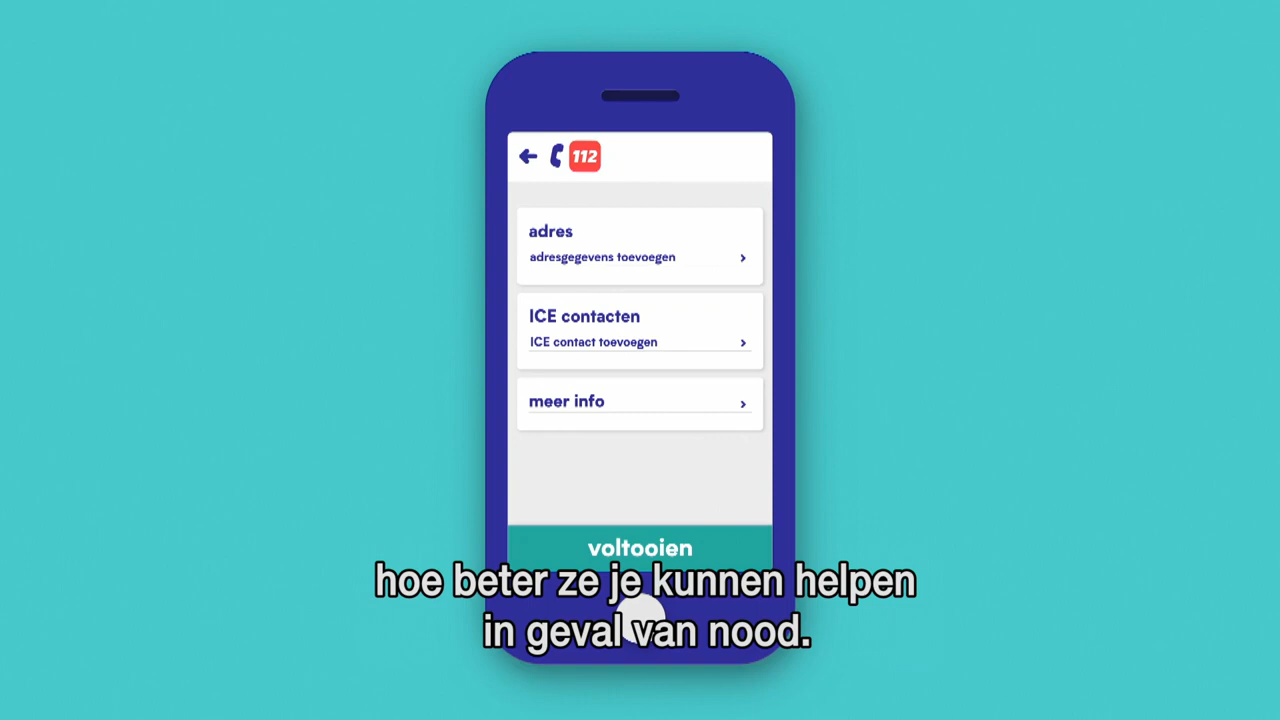 112
adres
adresgegevens toevoegen
ICE contacten
ICE contact toevoegen
meer info
voltooien
hoe beter ze je kunnen helpen
in geval van nood.